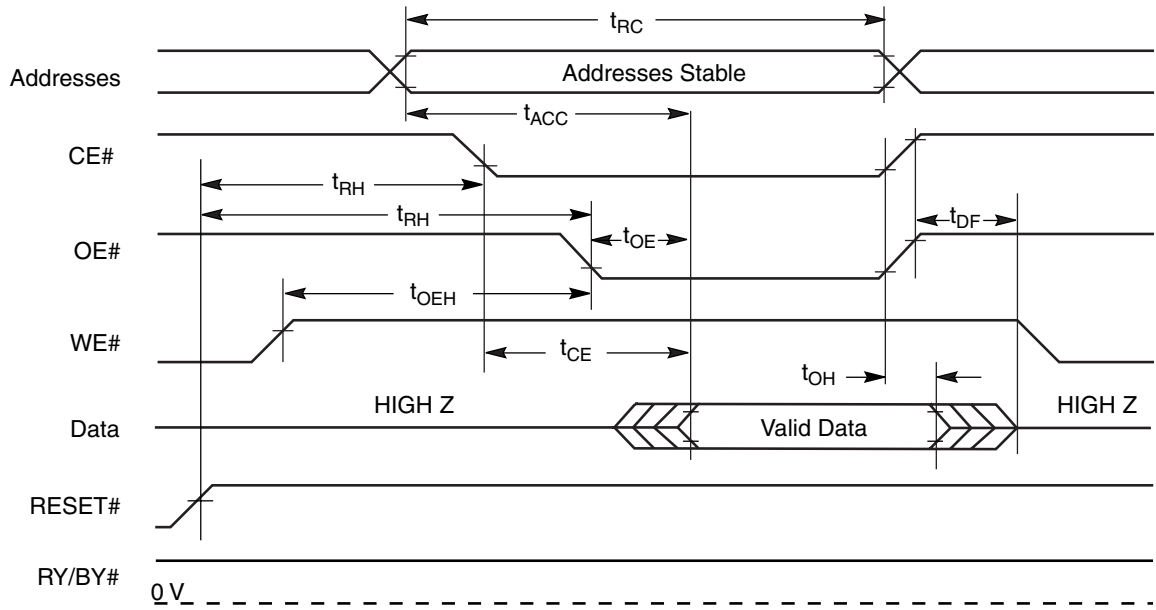 tRC
Addresses
Addresses Stable
tACC
CE#
tRH
tRH
tDF
OE#
tOE
tOEH
WE#
tCE
tOH
HIGH Z
HIGH Z
Data
Valid Data
RESET#
RY/BY#
0 V